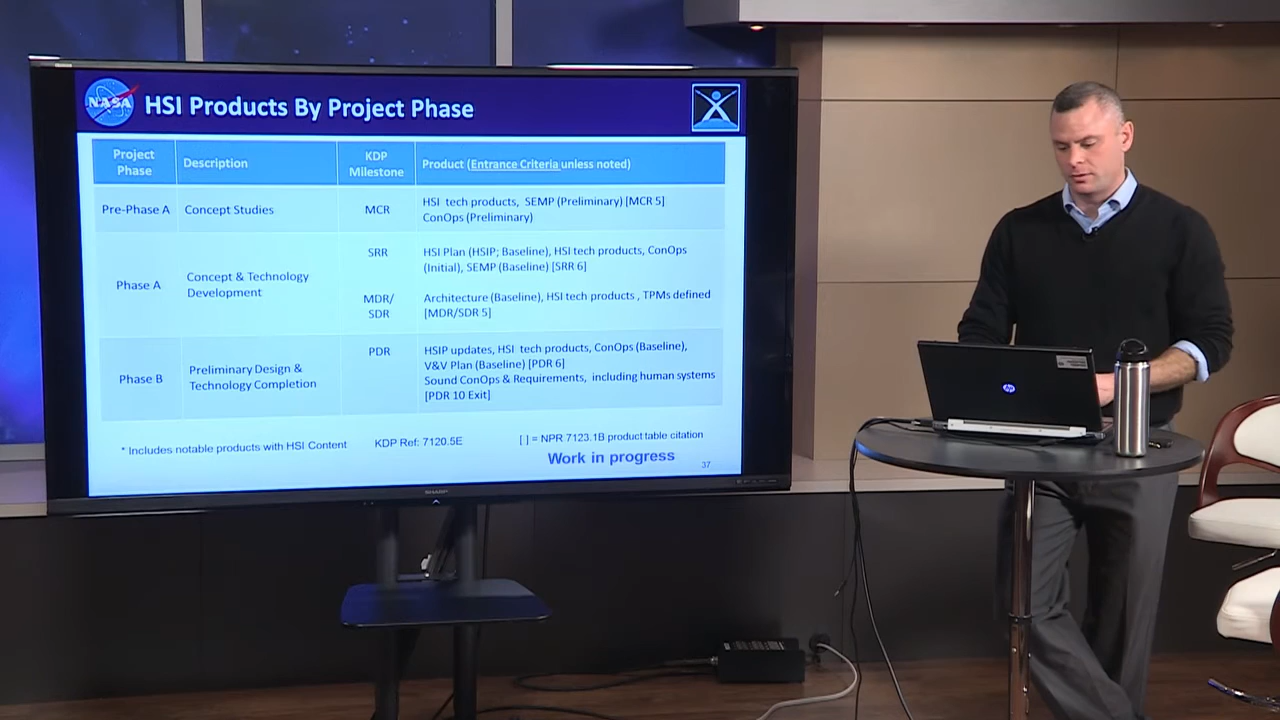 NASA
HSI Products By Project Phase
Project
Phase
Description
KDP
Milestone
Product (Entrance Criteria unless noted)
Pre-Phase A
Concept Studies
MCR
HSI tech products, SEMP (Preliminary) [MCR 5]
ConOps (Preliminary)
Phase A
Concept & Technology
Development
SRR
HSI Plan (HSIP; Baseline), HSI tech products, ConOps
(Initial), SEMP (Baseline) [SRR 6]
MDR/
SDR
Architecture (Baseline), HSI tech products , TPMs defined
[MDR/SDR 5]
Phase B
Preliminary Design &
Technology Completion
PDR
HSIP updates, HSI tech products, ConOps (Baseline),
V&V Plan (Baseline) [PDR 6]
Sound ConOps & Requirements, including human systems
[PDR 10 Exit]
* Includes notable products with HSI Content
KDP Ref: 7120.5E
[ ] = NPR 7123.1B product table citation
Work in progress
37
SHARP
hp